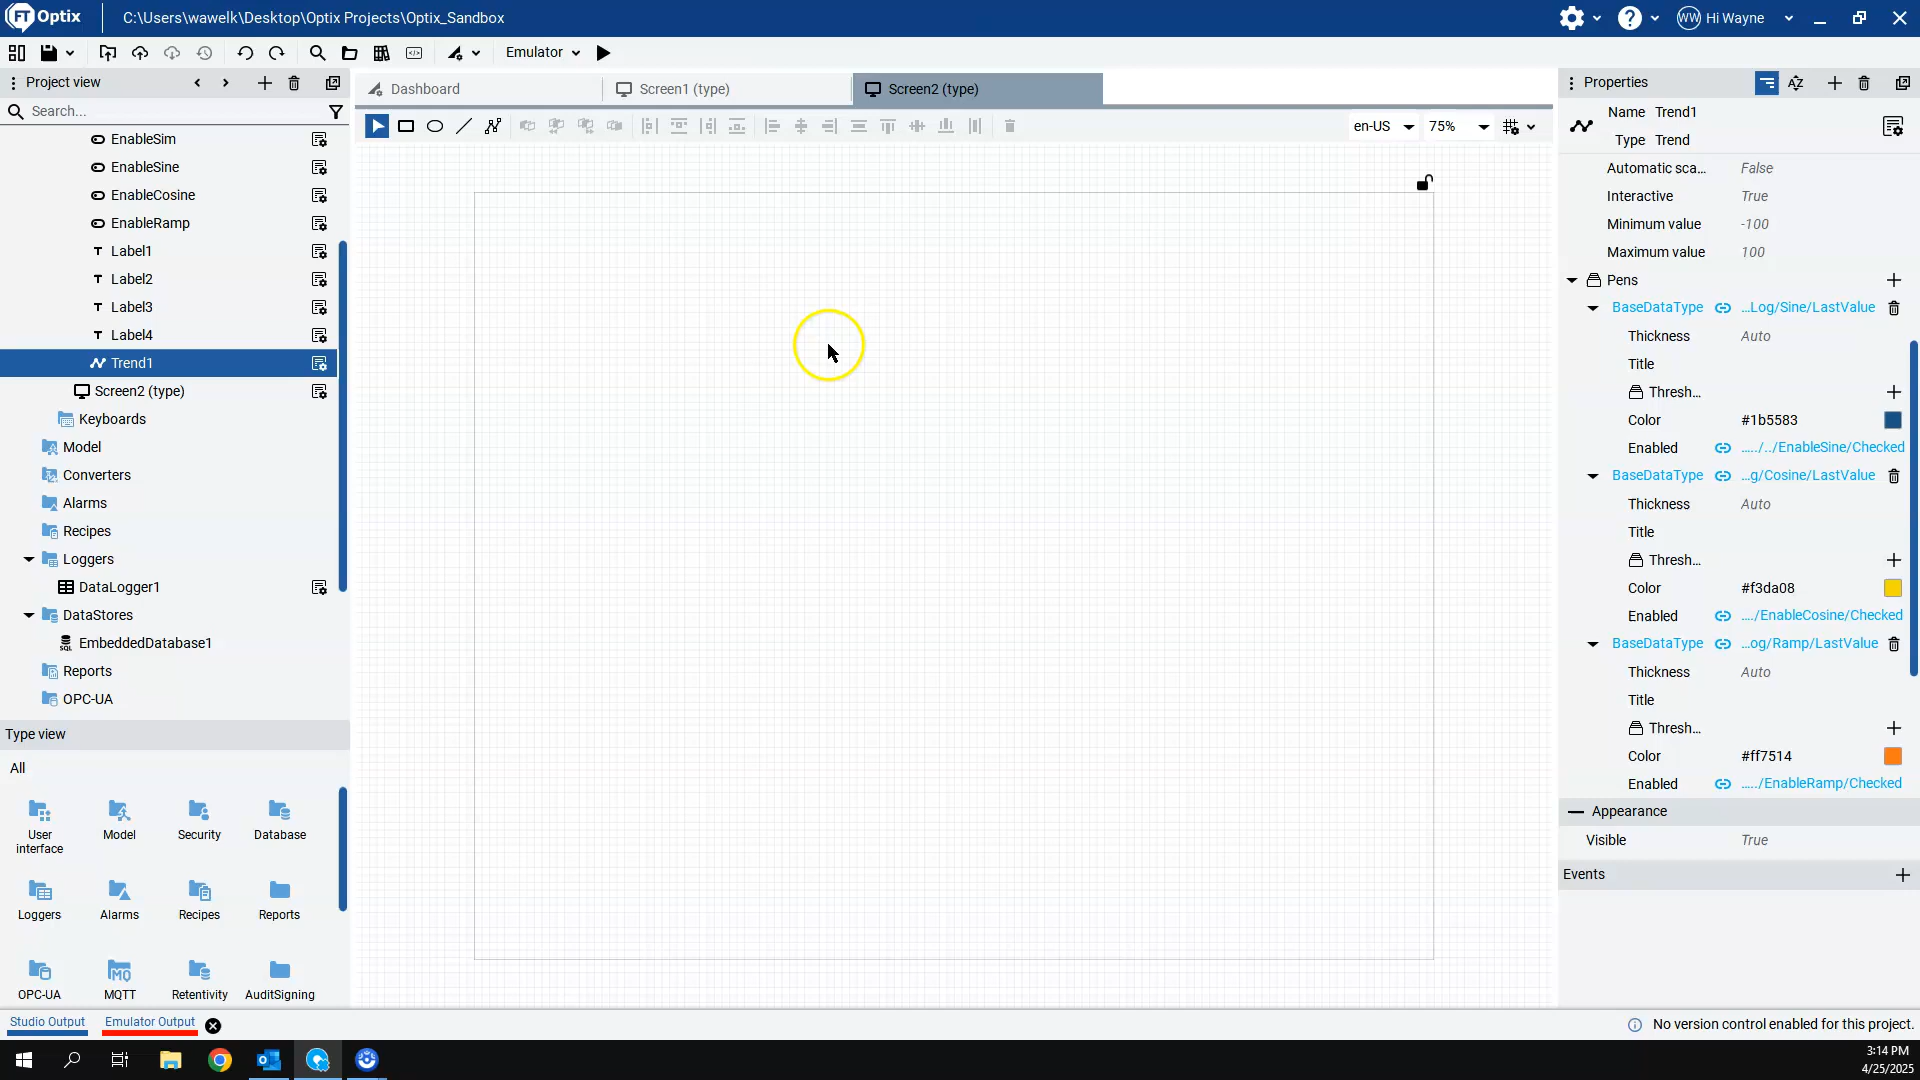 FT Optix
C:\Users\wawelk\Desktop\Optix Projects\Optix_Sandbox
WW Hi Wayne
Emulator
Project view
Search...
EnableSim
EnableSine
EnableCosine
EnableRamp
Label1
Label2
Label3
Label4
Trend1
Screen2 (type)
Keyboards
Model
Converters
Alarms
Recipes
Loggers
DataLogger1
DataStores
EmbeddedDatabase1
Reports
OPC-UA
Type view
All
User interface
Model
Security
Database
Loggers
Alarms
Recipes
Reports
OPC-UA
MQTT
Retentivity
AuditSigning
Studio Output
Emulator Output
Dashboard
Screen1 (type)
Screen2 (type)
en-US
75%
Properties
Name Trend1
Type Trend
Automatic sca... False
Interactive True
Minimum value -100
Maximum value 100
Pens
BaseDataType ...Log/Sine/LastValue
Thickness Auto
Title
Thresh...
Color #1b5583
Enabled ...../../EnableSine/Checked
BaseDataType ...g/Cosine/LastValue
Thickness Auto
Title
Thresh...
Color #f3da08
Enabled ..../EnableCosine/Checked
BaseDataType ...og/Ramp/LastValue
Thickness Auto
Title
Thresh...
Color #ff7514
Enabled ...../EnableRamp/Checked
Appearance
Visible True
Events
No version control enabled for this project.
3:14 PM
4/25/2025